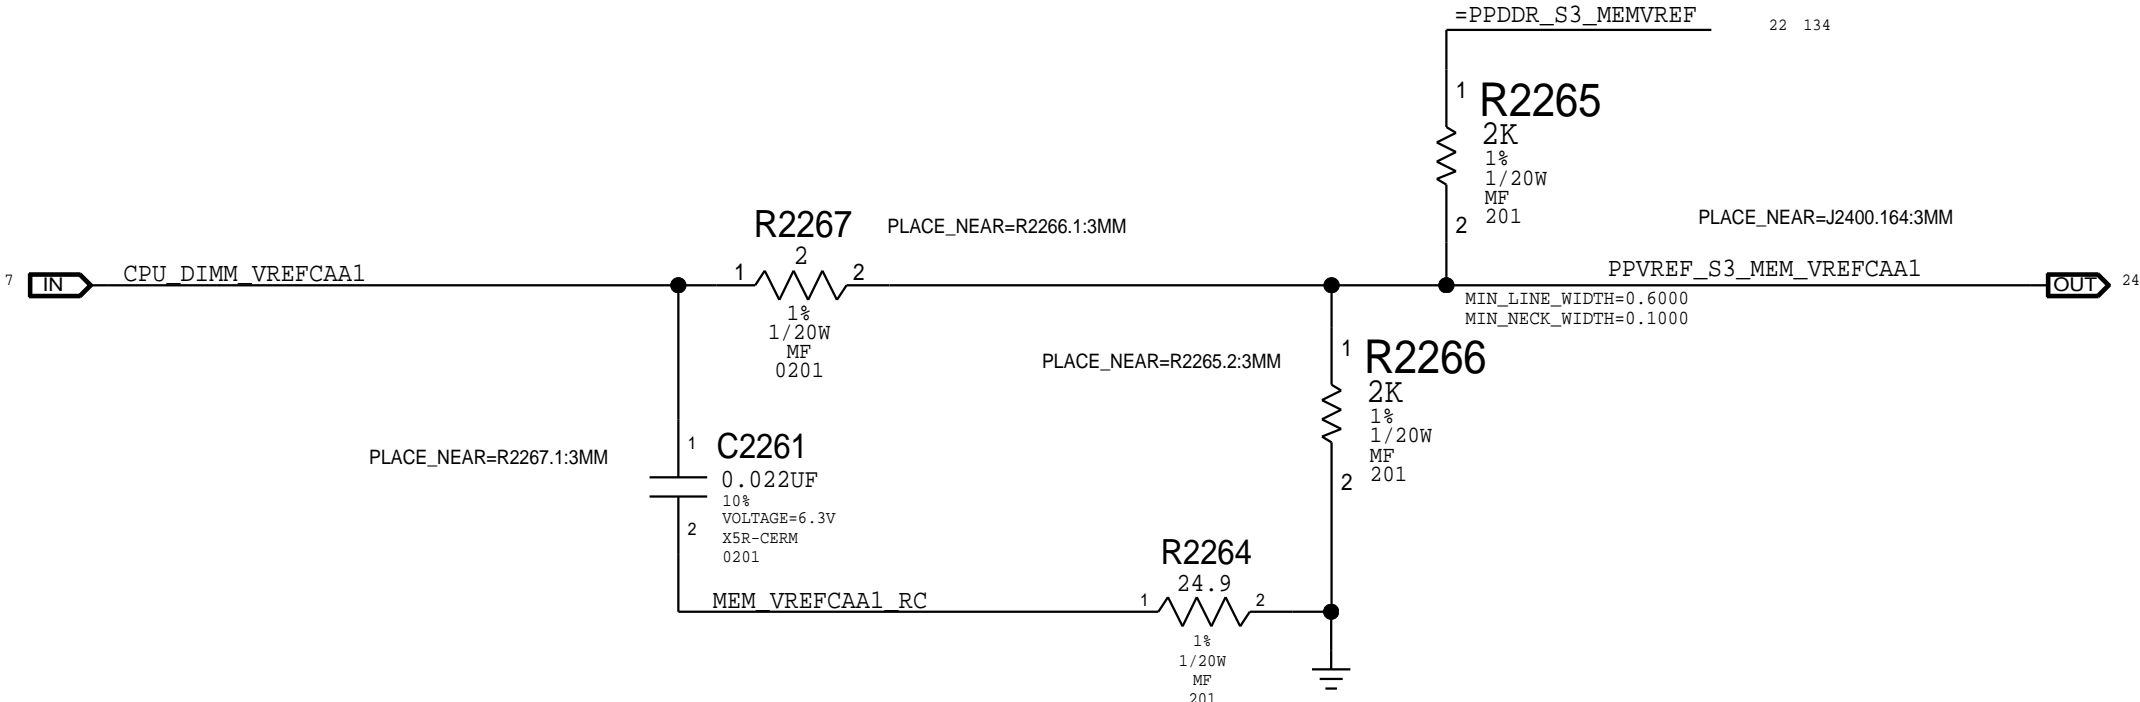 =PPDDR_S3_MEMVREF
22 134
1
R2265
2K
1%
1/20W
MF
201
2
PLACE_NEAR=J2400.164:3MM
R2267
PLACE_NEAR=R2266.1:3MM
2
7
IN
CPU_DIMM_VREFCAA1
1
2
PPVREF_S3_MEM_VREFCAA1
OUT
24
MIN_LINE_WIDTH=0.6000
MIN_NECK_WIDTH=0.1000
1%
1/20W
MF
0201
PLACE_NEAR=R2265.2:3MM
1
R2266
2K
1%
1/20W
MF
201
2
PLACE_NEAR=R2267.1:3MM
1
C2261
0.022UF
10%
VOLTAGE=6.3V
X5R-CERM
0201
2
R2264
24.9
MEM_VREFCAA1_RC
1
2
1%
1/20W
MF
201